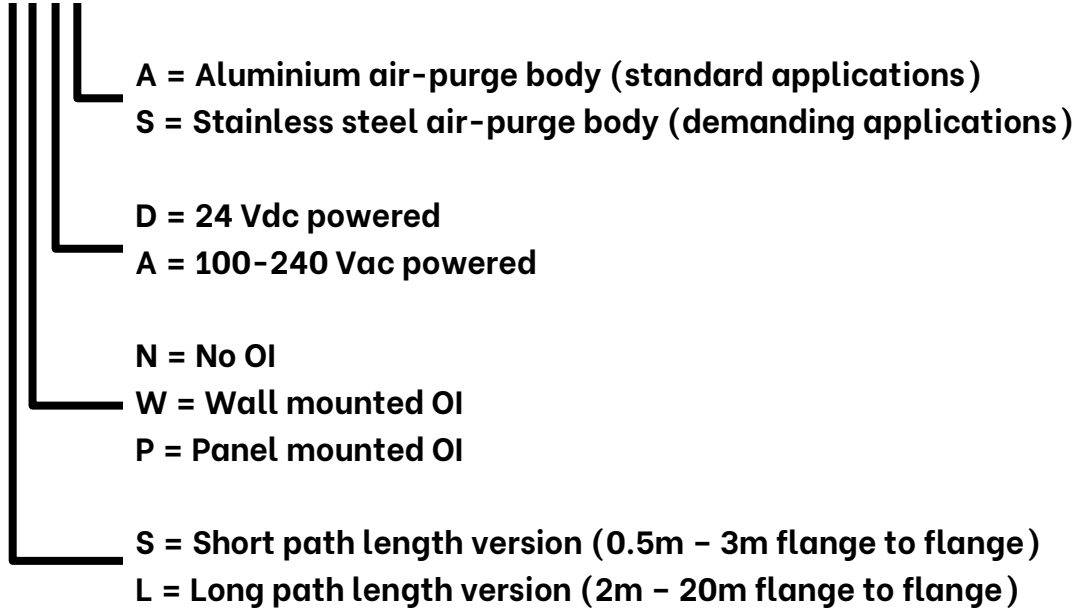 A = Aluminium air-purge body (standard applications)
S = Stainless steel air-purge body (demanding applications)
D = 24 Vdc powered
A = 100-240 Vac powered
N = No OI
W = Wall mounted OI
P = Panel mounted OI
S = Short path length version (0.5m – 3m flange to flange)
L = Long path length version (2m – 20m flange to flange)